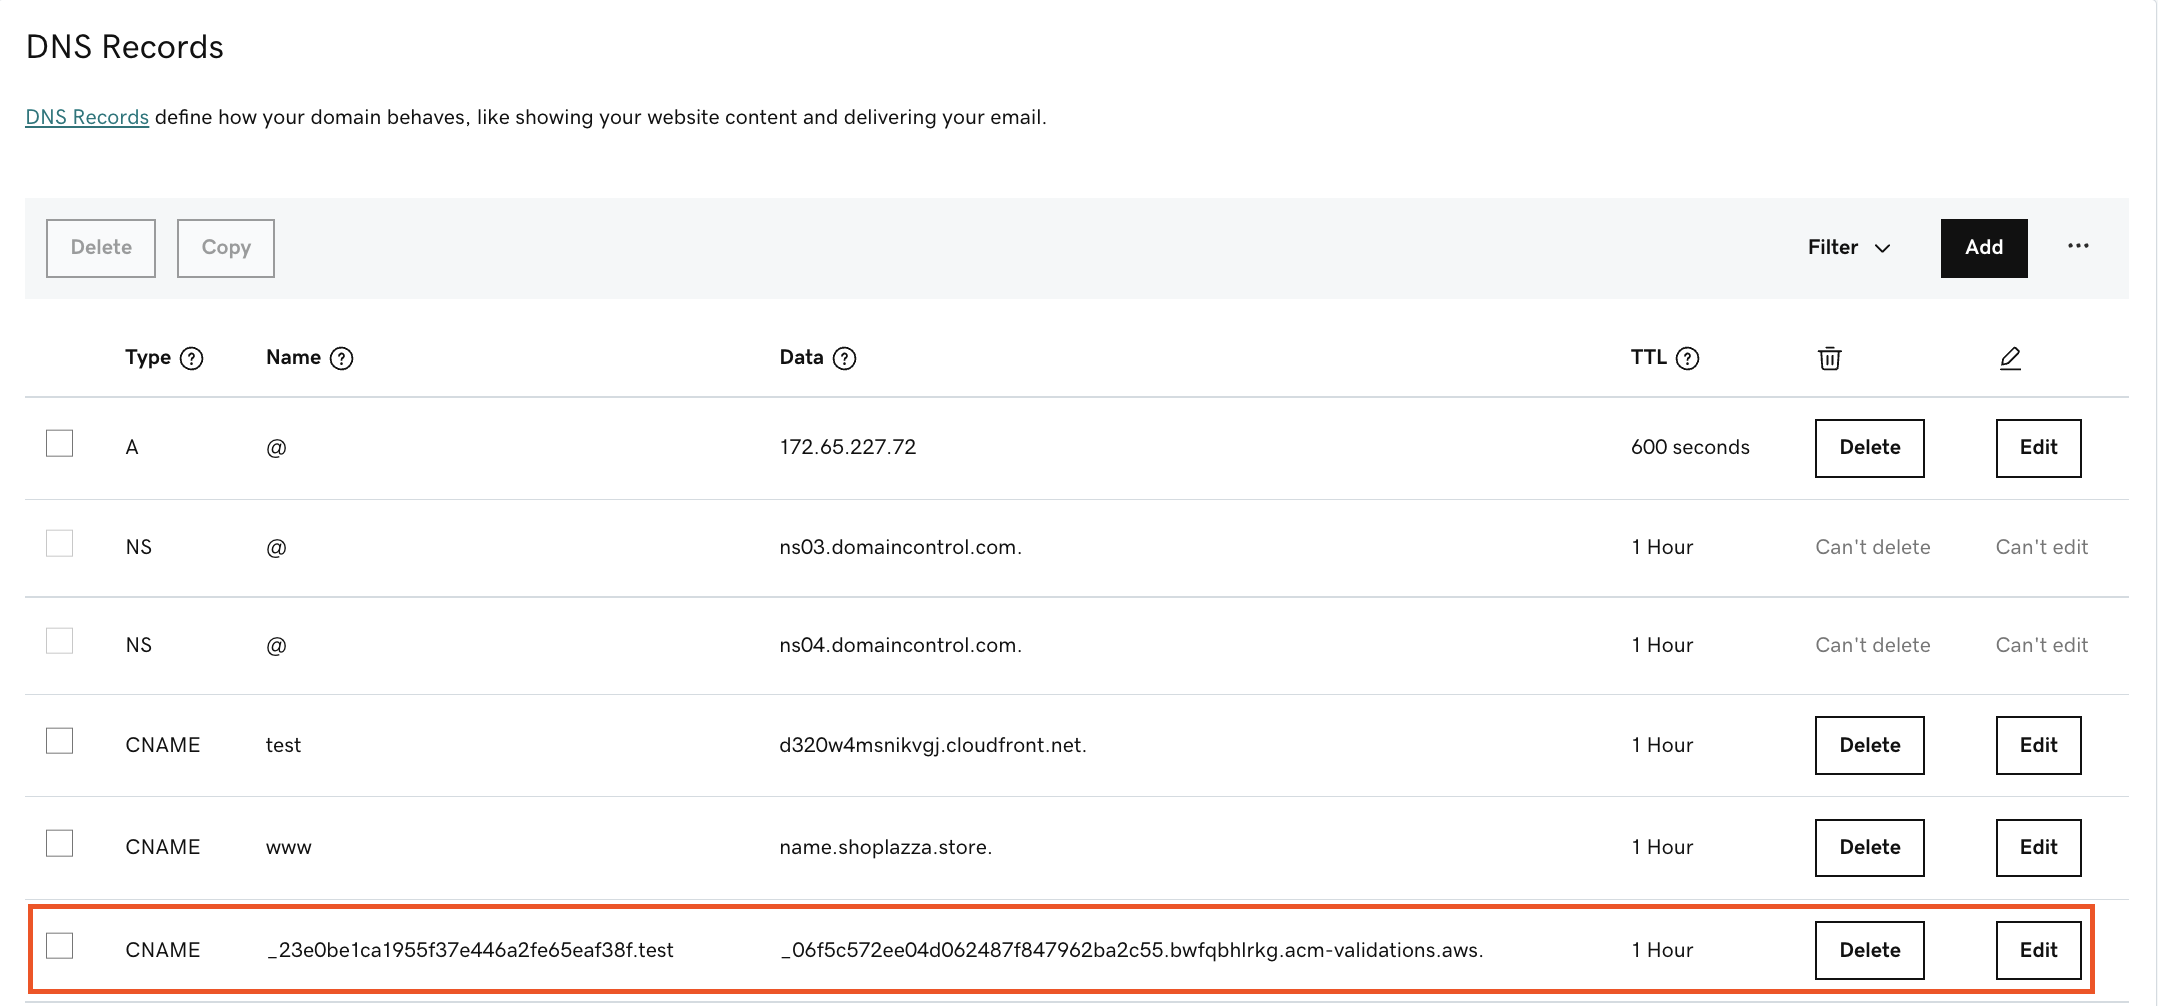 DNS Records
DNS Records define how your domain behaves, like showing your website content and delivering your email.
Delete Copy Filter Add ...
Type ? Name ? Data ? TTL ?
A @ 172.65.227.72 600 seconds Delete Edit
NS @ ns03.domaincontrol.com. 1 Hour Can't delete Can't edit
NS @ ns04.domaincontrol.com. 1 Hour Can't delete Can't edit
CNAME test d320w4msnikvgj.cloudfront.net. 1 Hour Delete Edit
CNAME www name.shoplazza.store. 1 Hour Delete Edit
CNAME _23e0be1ca1955f37e446a2fe65eaf38f.test _06f5c572ee04d062487f847962ba2c55.bwfqbhlrkg.acm-validations.aws. 1 Hour Delete Edit